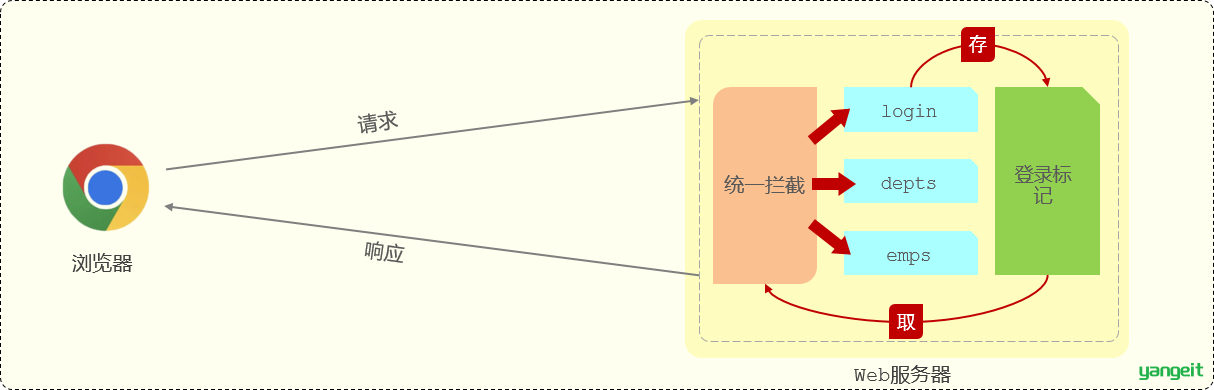 存
请求
login
统一拦截
depts
登录标
记
浏览器
响应
emps
取
Web服务器
yangeit